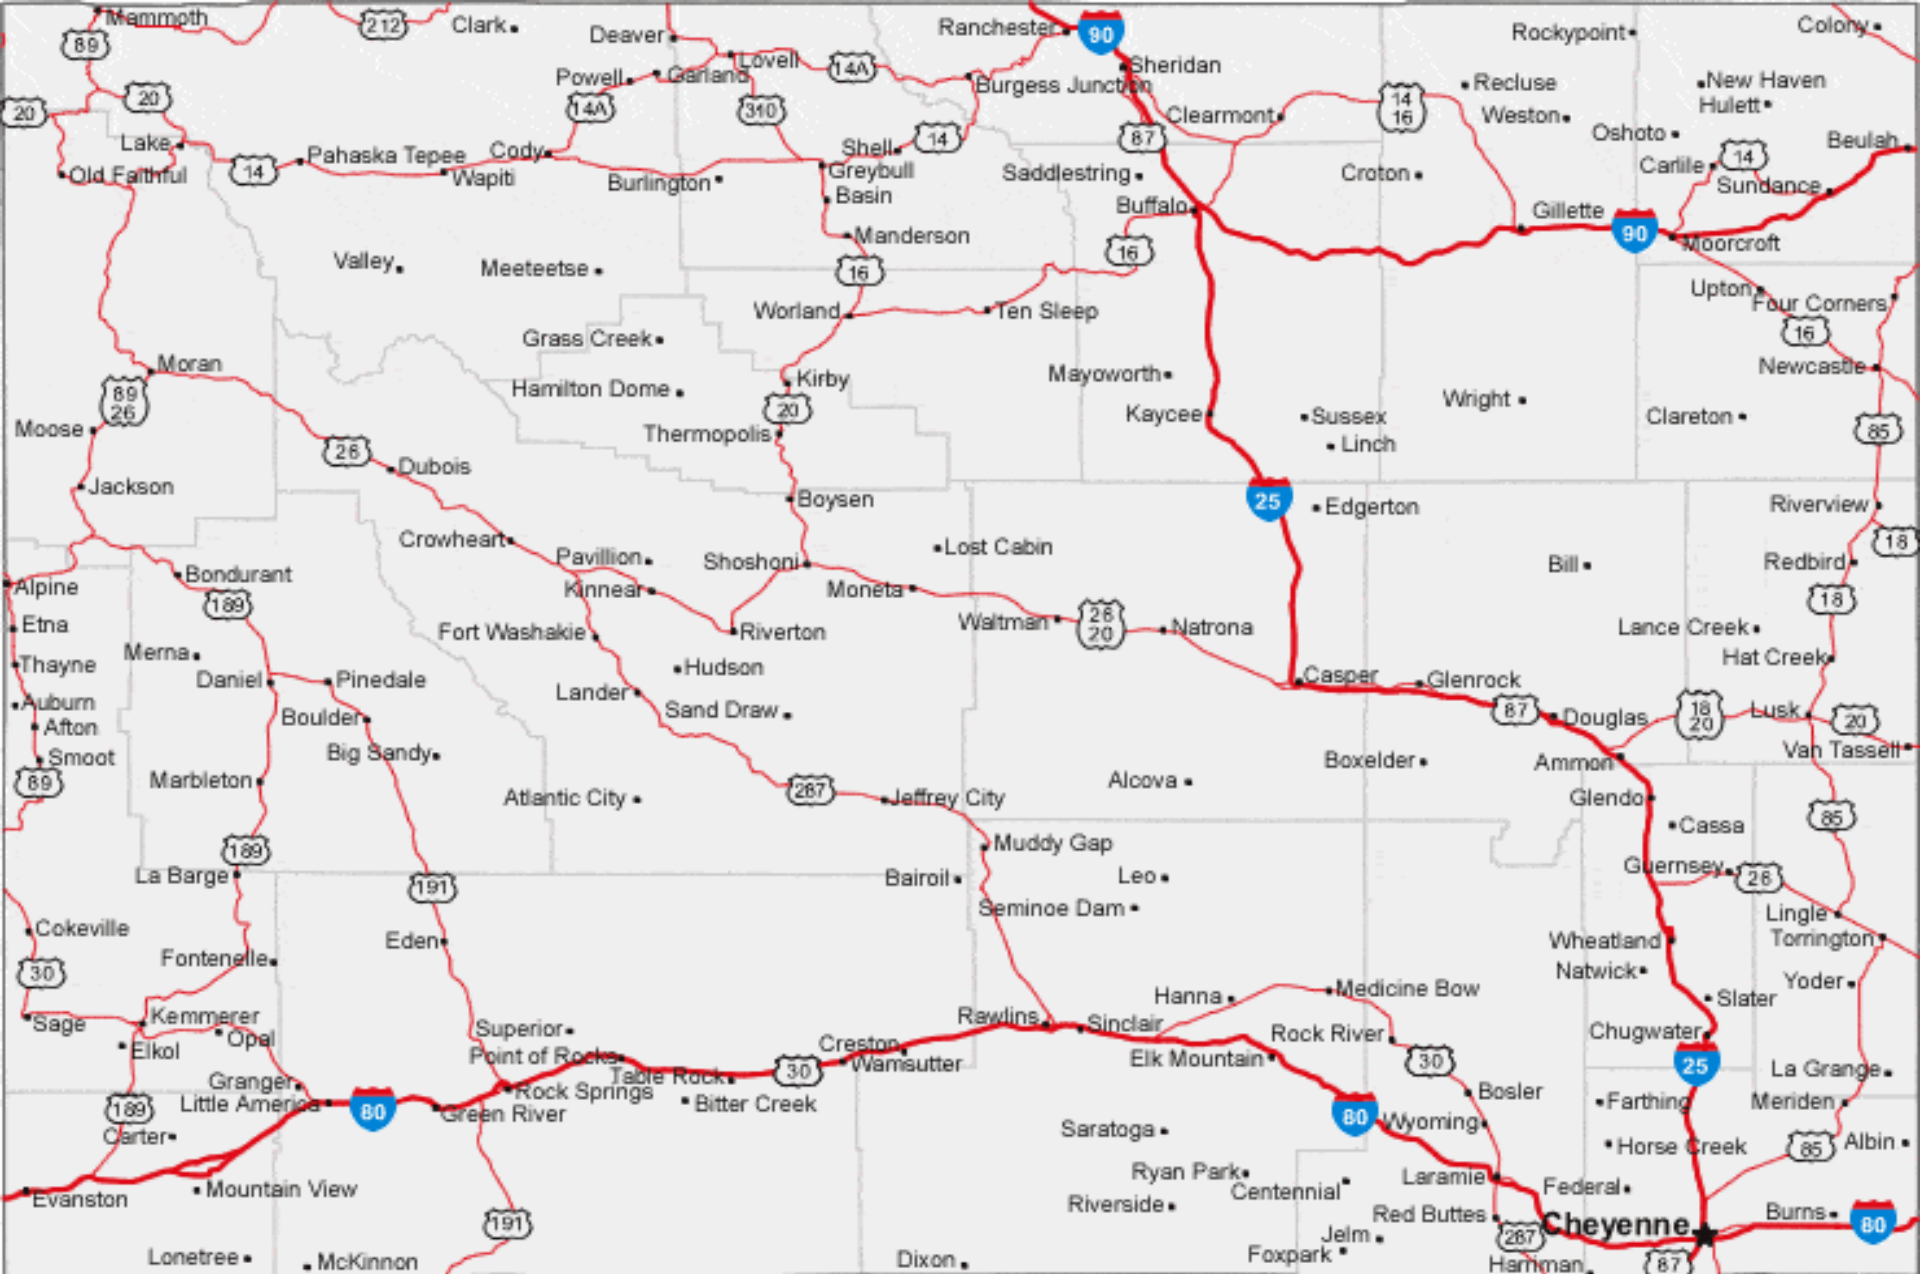 Mammoth
212
Clark
Deaver
Ranchester
90
Rockypoint
Colony
89
Lovell
14A
Sheridan
Powell
Garland
Burgess Junction
Recluse
New Haven
20
20
14A
310
Clearmont
14
16
Weston
Hulett
Lake
14
87
Oshoto
Beulah
Pahaska Tepee
Cody
Shell
Carlile
14
Old Faithful
14
Wapiti
Burlington
Greybull
Saddlestring
Croton
Sundance
Basin
Buffalo
Gillette
90
Manderson
16
Moorcroft
Valley
Meeteetse
16
Upton
Four Corners
Worland
Ten Sleep
16
Grass Creek
Moran
Kirby
Mayoworth
Newcastle
89
26
Hamilton Dome
20
Kaycee
Sussex
Wright
Clareton
Moose
26
Thermopolis
Linch
85
Dubois
Jackson
Boysen
25
Edgerton
Riverview
Crowheart
Pavillion
Shoshoni
Lost Cabin
18
Bill
Redbird
Alpine
Bondurant
Kinnear
Moneta
18
189
Etna
Fort Washakie
Riverton
Waltman
26
20
Natrona
Lance Creek
Thayne
Merna
Hudson
Hat Creek
Daniel
Pinedale
Lander
Casper
Glenrock
Auburn
Afton
Boulder
Sand Draw
87
Douglas
18
20
Lusk
20
Smoot
Big Sandy
Van Tassell
89
Marbleton
Alcova
Boxelder
Ammon
Atlantic City
287
Jeffrey City
Glendo
85
Cassa
189
Muddy Gap
La Barge
191
Bairoil
Leo
Guernsey
26
Seminoe Dam
Lingle
Cokeville
Eden
Wheatland
Torrington
Fontenelle
Natwick
30
Yoder
Hanna
Medicine Bow
Slater
Sage
Kemmerer
Superior
Rawlins
Sinclair
Rock River
Chugwater
Opal
Elkol
Point of Rocks
Creston
Wamsutter
Elk Mountain
30
25
Granger
Table Rock
30
La Grange
Little America
80
Green River
Rock Springs
Bitter Creek
Bosler
Farthing
Meriden
189
80
Wyoming
Carter
Saratoga
Horse Creek
85
Albin
Ryan Park
Laramie
Evanston
Mountain View
Centennial
Federal
Riverside
191
Red Buttes
Cheyenne
Burns
80
Jelm
287
Lonetree
McKinnon
Dixon
Foxpark
Harriman
87